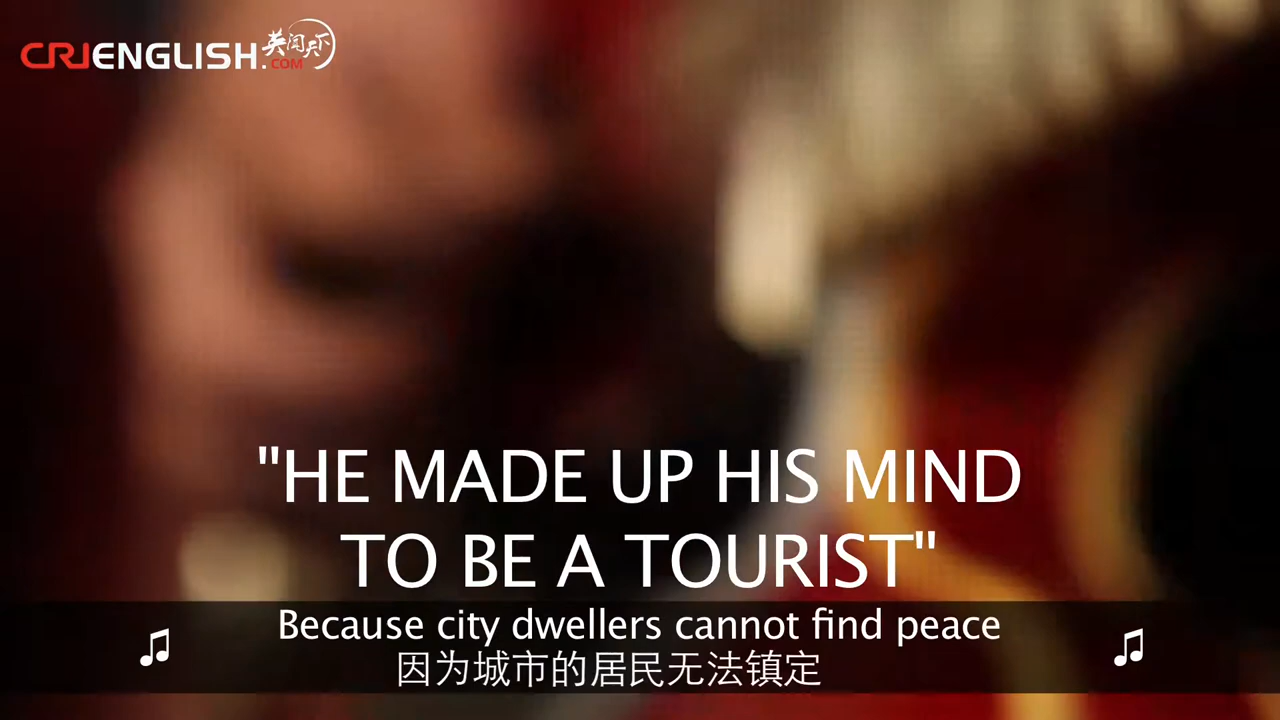 CRIENGLISH.COM 英闻天下
"HE MADE UP HIS MIND
TO BE A TOURIST"
Because city dwellers cannot find peace
因为城市的居民无法镇定